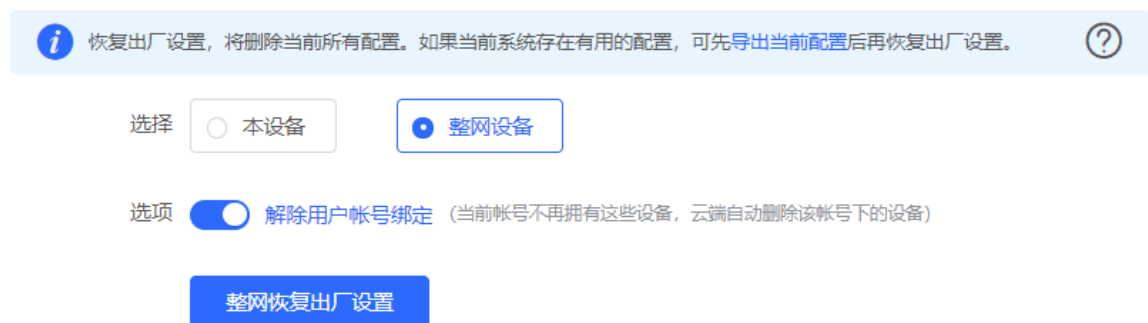 恢复出厂设置，将删除当前所有配置。如果当前系统存在有用的配置，可先导出当前配置后再恢复出厂设置。
选择 本设备 整网设备
选项 解除用户帐号绑定 (当前帐号不再拥有这些设备，云端自动删除该帐号下的设备)
整网恢复出厂设置